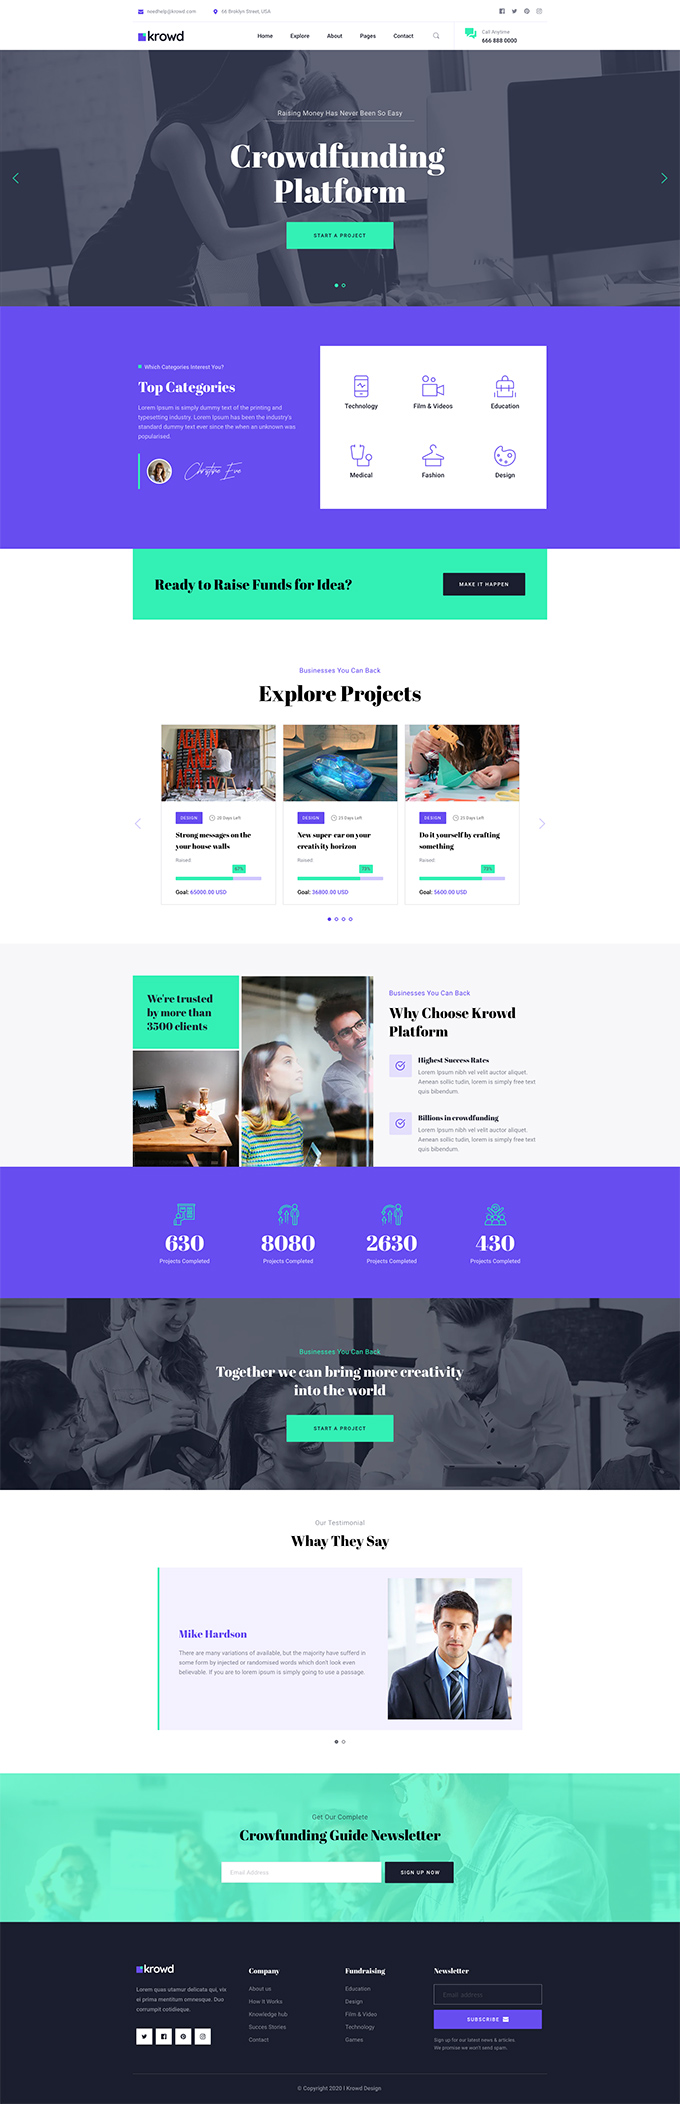 needhelp@krowd.com
66 Broklyn Street, USA
krowd
Home
Explore
About
Pages
Contact
Call Anytime
666 888 0000
Raising Money Has Never Been So Easy
Crowdfunding
Platform
START A PROJECT
Which Categories Interest You?
Top Categories
Lorem Ipsum is simply dummy text of the printing and
typesetting industry. Lorem Ipsum has been the industry's
standard dummy text ever since the when an unknown was
popularised.
Christine Eve
Technology
Film & Videos
Education
Medical
Fashion
Design
Ready to Raise Funds for Idea?
MAKE IT HAPPEN
Businesses You Can Back
Explore Projects
DESIGN
20 Days Left
Strong messages on the
your house walls
Raised
67%
Goal: 65000.00 USD
DESIGN
25 Days Left
New super-car on your
creativity horizon
Raised
73%
Goal: 36800.00 USD
DESIGN
25 Days Left
Do it yourself by crafting
something
Raised
73%
Goal: 5600.00 USD
We're trusted
by more than
3500 clients
Businesses You Can Back
Why Choose Krowd
Platform
Highest Success Rates
Lorem Ipsum nibh vel velit auctor aliquet.
Aenean sollic tudin, lorem is simply free text
quis bibendum.
Billions in crowdfunding
Lorem Ipsum nibh vel velit auctor aliquet.
Aenean sollic tudin, lorem is simply free text
quis bibendum.
630
Projects Completed
8080
Projects Completed
2630
Projects Completed
430
Projects Completed
Businesses You Can Back
Together we can bring more creativity
into the world
START A PROJECT
Our Testimonial
Whay They Say
Mike Hardson
There are many variations of available, but the majority have sufferd in
some form by injected or randomised words which don't look even
believable. If you are to lorem ipsum is simply going to use a passage.
Get Our Complete
Crowfunding Guide Newsletter
Email Address
SIGN UP NOW
krowd
Lorem quas utamur delicata qui, vix
ei prima mentitum omnesque. Duo
corrumpit cotidieque.
Company
About us
How It Works
Knowledge hub
Succes Stories
Contact
Fundraising
Education
Design
Film & Video
Technology
Games
Newsletter
Email address
SUBSCRIBE
Sign up for our latest news & articles.
We promise we won't send spam.
© Copyright 2020 | Krowd Design